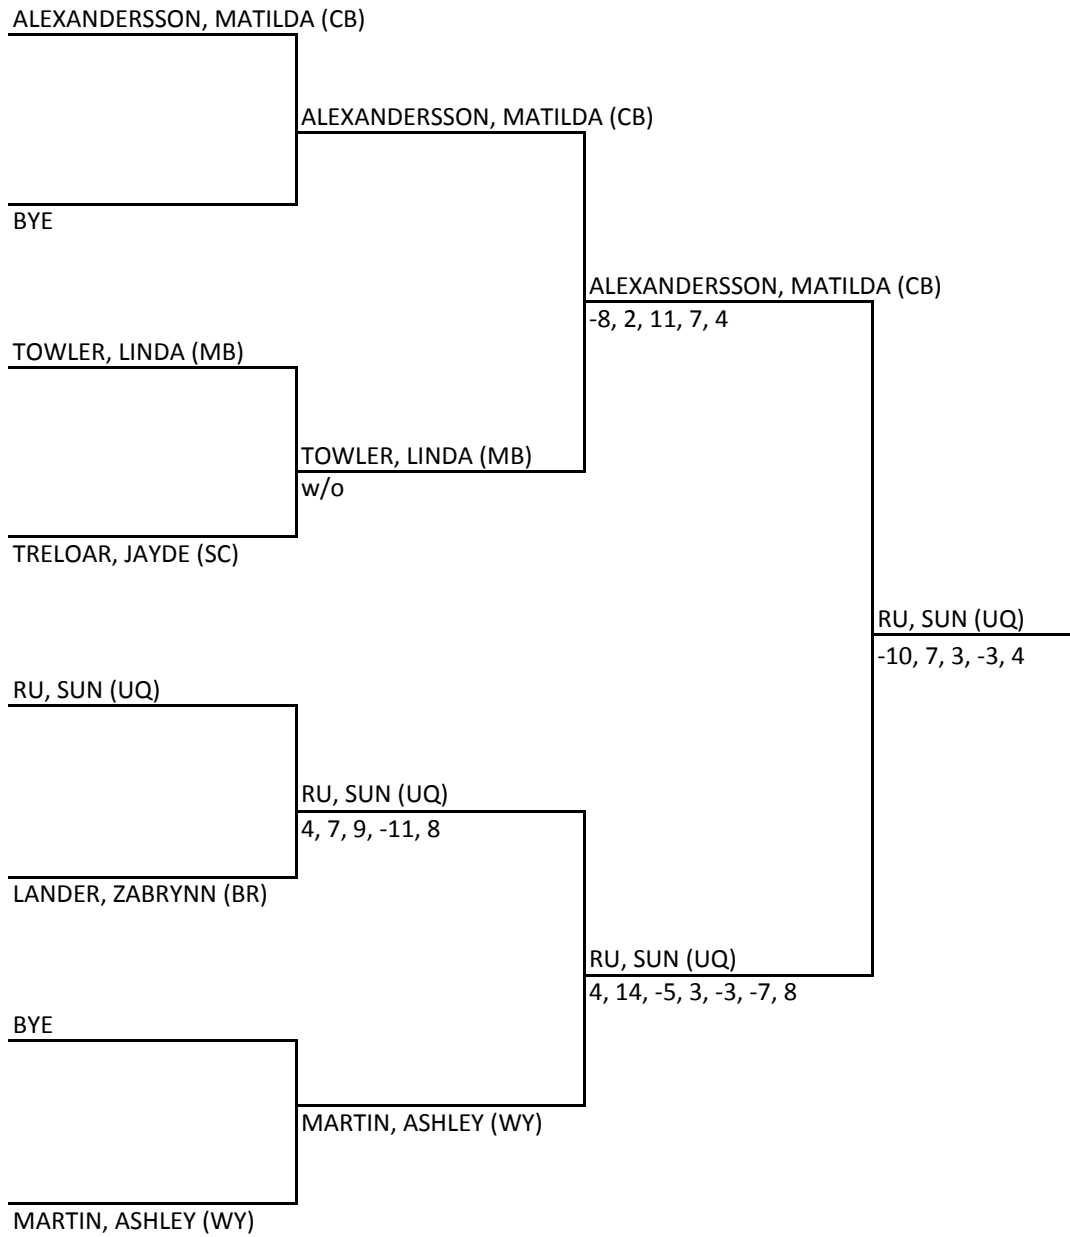 ALEXANDERSSON, MATILDA (CB)
ALEXANDERSSON, MATILDA (CB)
BYE
ALEXANDERSSON, MATILDA (CB)
-8, 2, 11, 7, 4
TOWLER, LINDA (MB)
TOWLER, LINDA (MB)
w/o
TRELOAR, JAYDE (SC)
RU, SUN (UQ)
-10, 7, 3, -3, 4
RU, SUN (UQ)
RU, SUN (UQ)
4, 7, 9, -11, 8
LANDER, ZABRYNN (BR)
RU, SUN (UQ)
4, 14, -5, 3, -3, -7, 8
BYE
MARTIN, ASHLEY (WY)
MARTIN, ASHLEY (WY)